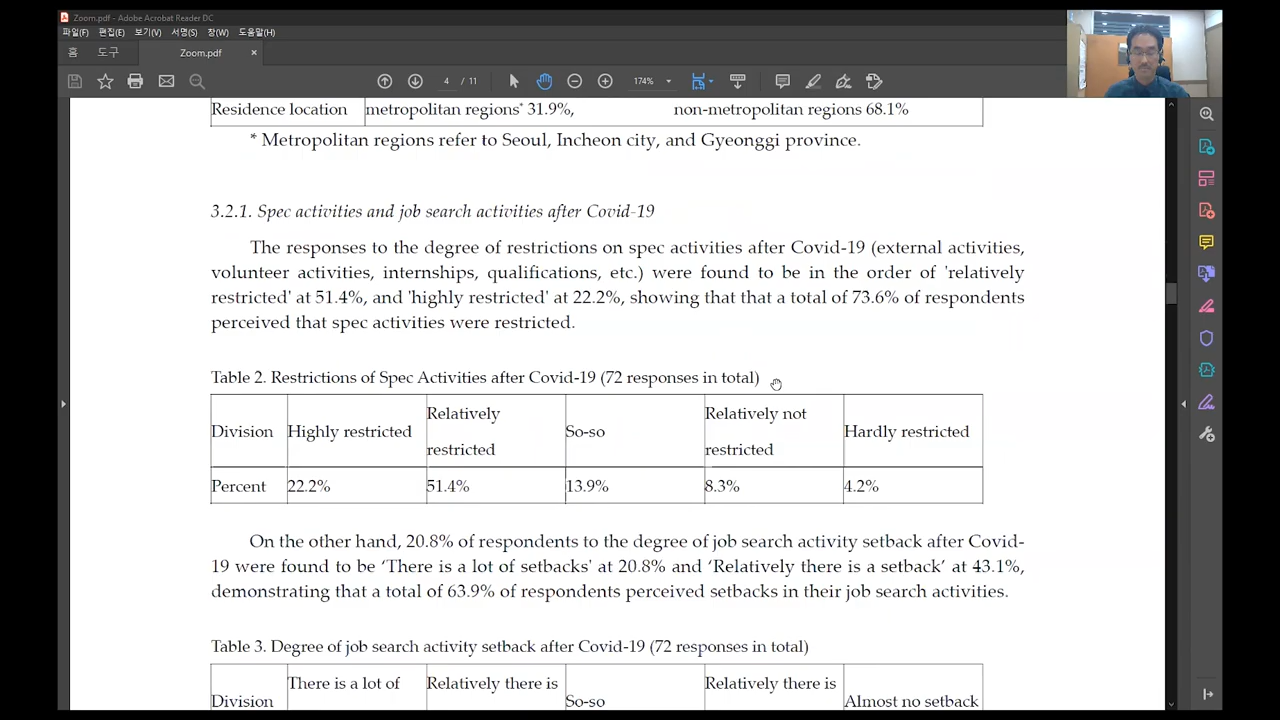 Zoom.pdf - Adobe Acrobat Reader DC
파일(F) 편집(E) 보기(V) 서명(S) 창(W) 도움말(H)
홈 도구 Zoom.pdf ×
4 / 11 174%
Residence location metropolitan regions* 31.9%, non-metropolitan regions 68.1%
* Metropolitan regions refer to Seoul, Incheon city, and Gyeonggi province.
3.2.1. Spec activities and job search activities after Covid-19
The responses to the degree of restrictions on spec activities after Covid-19 (external activities,
volunteer activities, internships, qualifications, etc.) were found to be in the order of 'relatively
restricted' at 51.4%, and 'highly restricted' at 22.2%, showing that that a total of 73.6% of respondents
perceived that spec activities were restricted.
Table 2. Restrictions of Spec Activities after Covid-19 (72 responses in total)
Division Highly restricted Relatively restricted So-so Relatively not restricted Hardly restricted
Percent 22.2% 51.4% 13.9% 8.3% 4.2%
On the other hand, 20.8% of respondents to the degree of job search activity setback after Covid-
19 were found to be ‘There is a lot of setbacks' at 20.8% and ‘Relatively there is a setback’ at 43.1%,
demonstrating that a total of 63.9% of respondents perceived setbacks in their job search activities.
Table 3. Degree of job search activity setback after Covid-19 (72 responses in total)
Division There is a lot of Relatively there is So-so Relatively there is Almost no setback